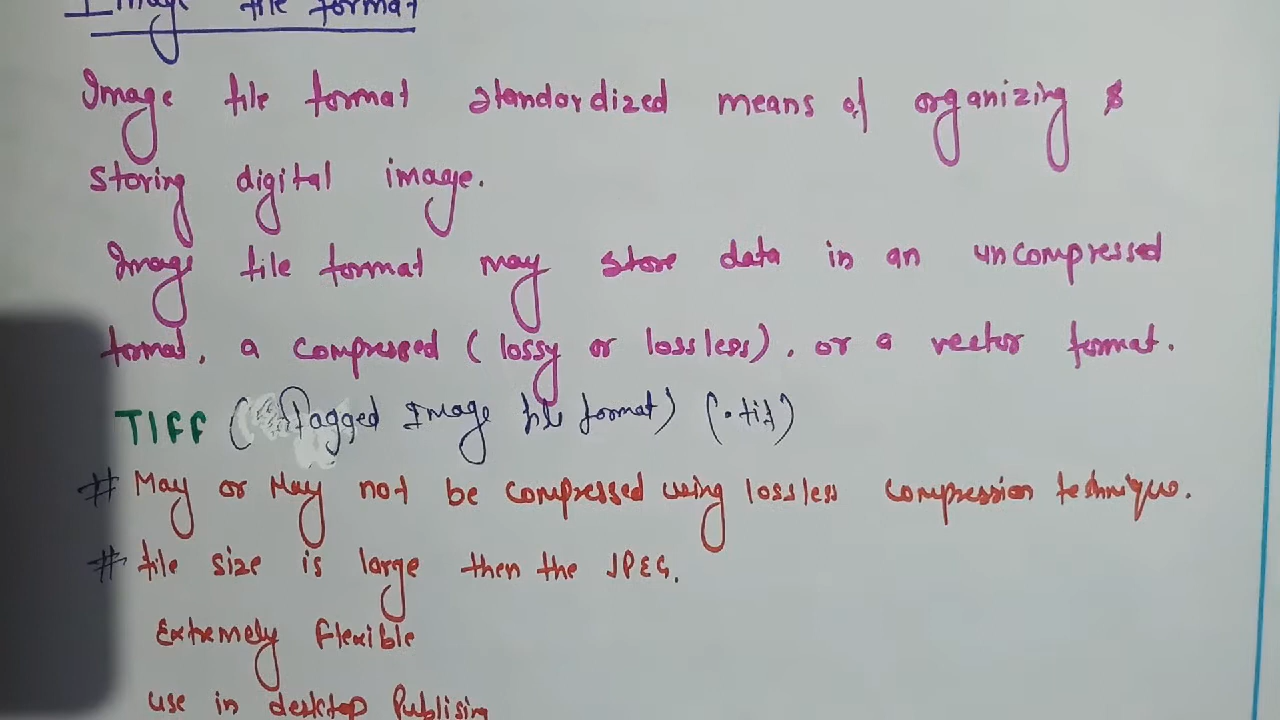 Image file format
Image file format standardized means of organizing &
storing digital image.
Image file format may store data in an uncompressed
format, a compressed (lossy or lossless), or a vector format.
TIFF (Tagged Image file format) (.tif)
# May or May not be compressed using lossless compression technique.
# file size is large then the JPEG.
Extremely flexible
use in desktop Publising